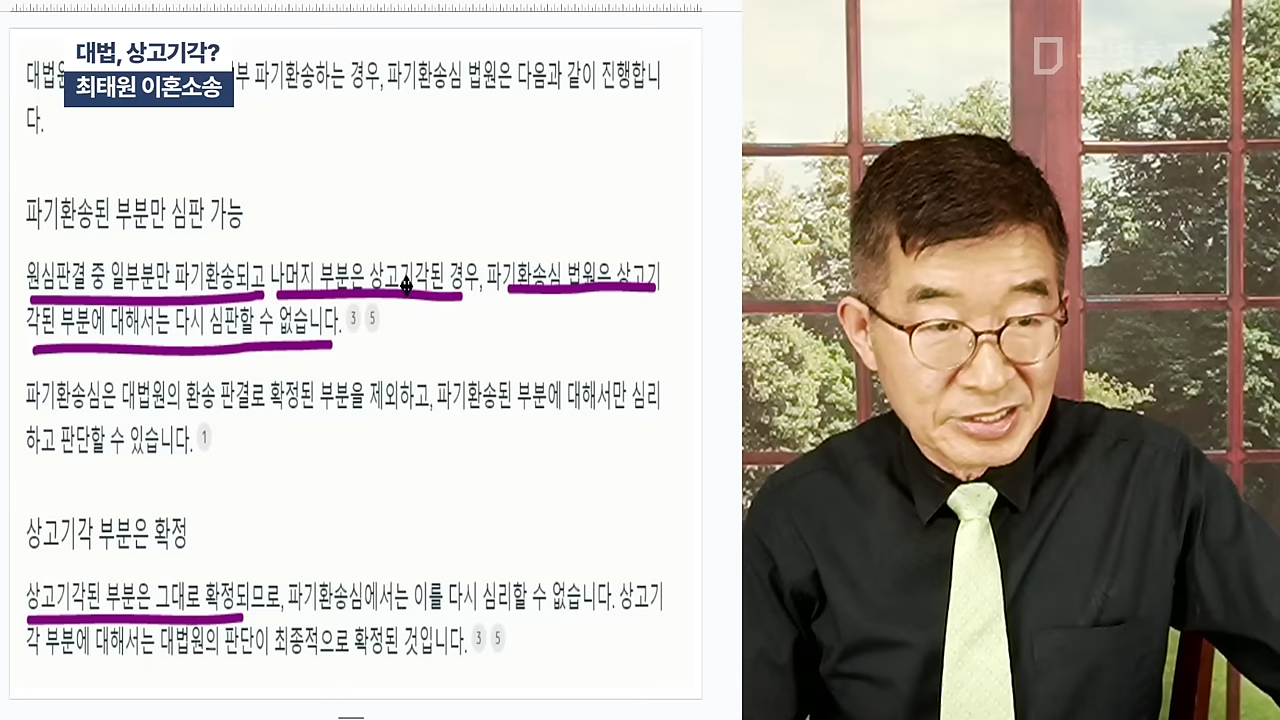 대법, 상고기각?
최태원 이혼소송
대법원 부 파기환송하는 경우, 파기환송심 법원은 다음과 같이 진행합니
다.
파기환송된 부분만 심판 가능
원심판결 중 일부분만 파기환송되고 나머지 부분은 상고기각된 경우, 파기환송심 법원은 상고기
각된 부분에 대해서는 다시 심판할 수 없습니다. 3 5
파기환송심은 대법원의 환송 판결로 확정된 부분을 제외하고, 파기환송된 부분에 대해서만 심리
하고 판단할 수 있습니다. 1
상고기각 부분은 확정
상고기각된 부분은 그대로 확정되므로, 파기환송심에서는 이를 다시 심리할 수 없습니다. 상고기
각 부분에 대해서는 대법원의 판단이 최종적으로 확정된 것입니다. 3 5